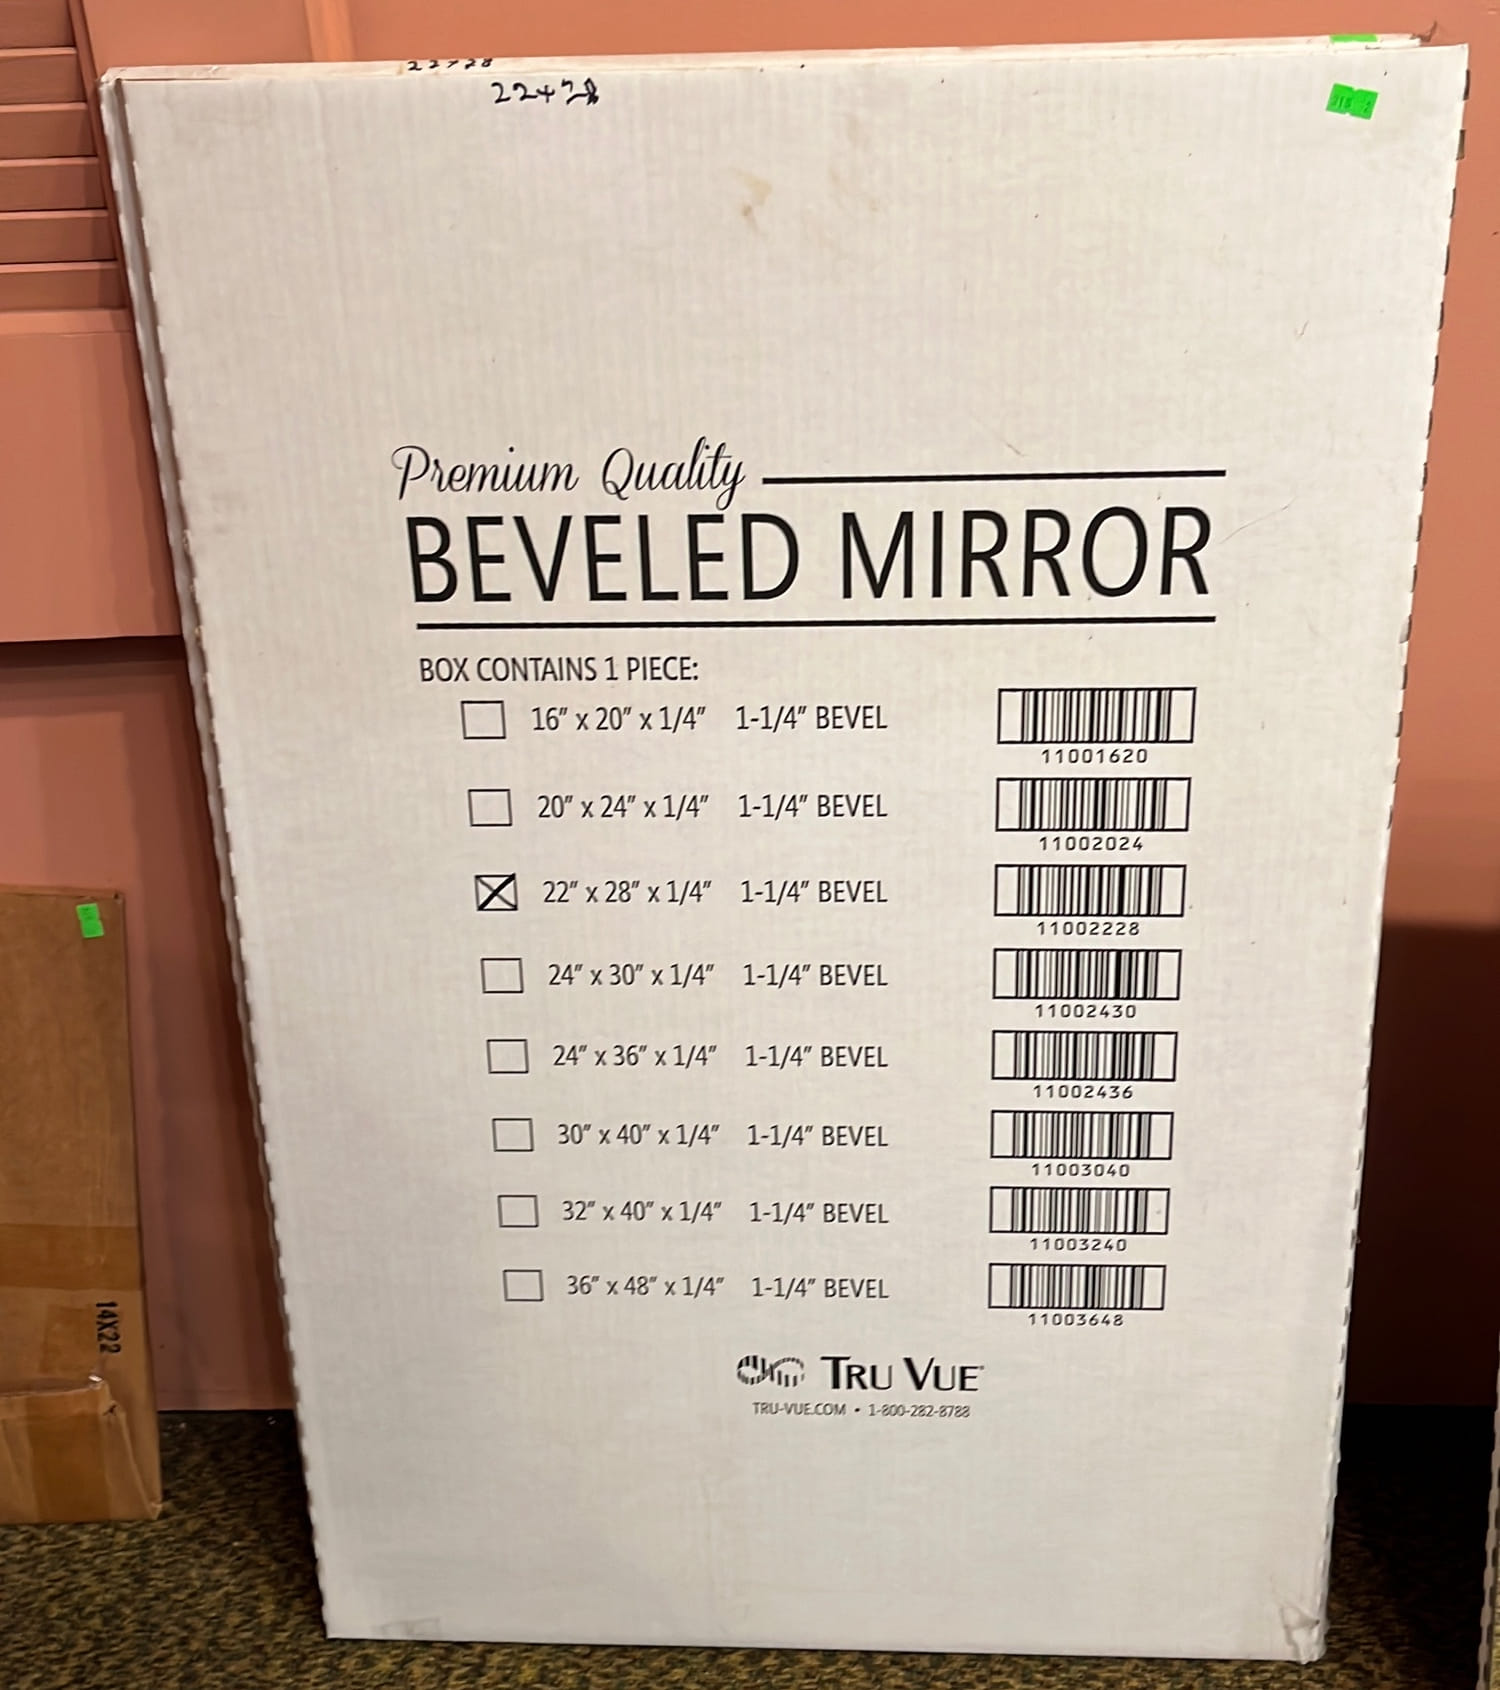 22x28
22x28
Premium Quality
BEVELED MIRROR
BOX CONTAINS 1 PIECE:
16" x 20" x 1/4" 1-1/4" BEVEL
11001620
20" x 24" x 1/4" 1-1/4" BEVEL
11002024
22" x 28" x 1/4" 1-1/4" BEVEL
11002228
24" x 30" x 1/4" 1-1/4" BEVEL
11002430
24" x 36" x 1/4" 1-1/4" BEVEL
11002436
30" x 40" x 1/4" 1-1/4" BEVEL
11003040
32" x 40" x 1/4" 1-1/4" BEVEL
11003240
36" x 48" x 1/4" 1-1/4" BEVEL
11003648
TRU VUE
TRU-VUE.COM • 1-800-282-8788
14X22